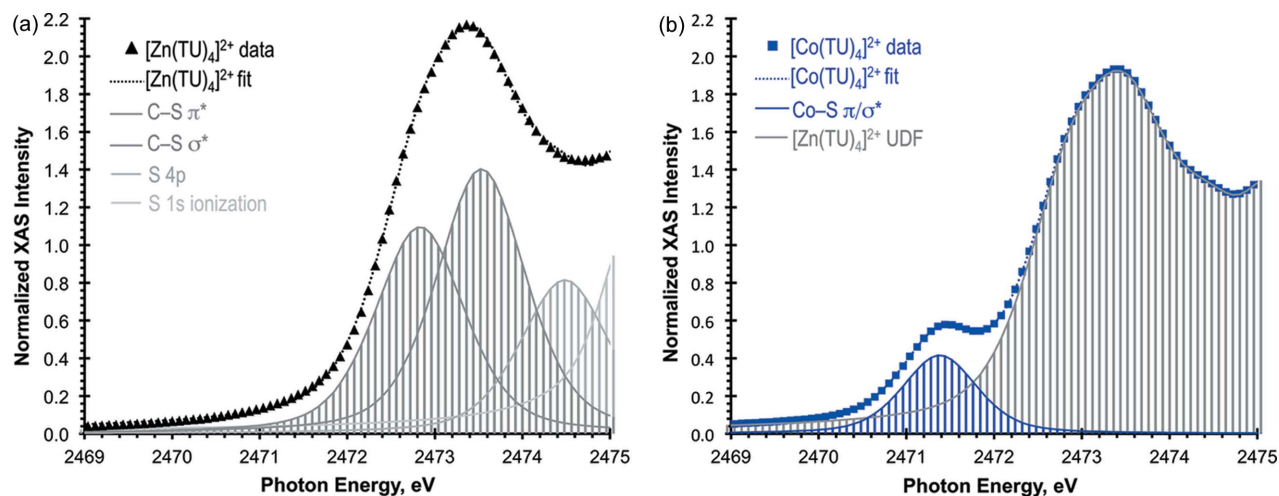 (a)
2.2
2.0
1.8
1.6
1.4
1.2
1.0
0.8
0.6
0.4
0.2
0.0
Normalized XAS Intensity
[Zn(TU)₄]²⁺ data
[Zn(TU)₄]²⁺ fit
C–S π*
C–S σ*
S 4p
S 1s ionization
2469 2470 2471 2472 2473 2474 2475
Photon Energy, eV
(b)
2.2
2.0
1.8
1.6
1.4
1.2
1.0
0.8
0.6
0.4
0.2
0.0
Normalized XAS Intensity
[Co(TU)₄]²⁺ data
[Co(TU)₄]²⁺ fit
Co–S π/σ*
[Zn(TU)₄]²⁺ UDF
2469 2470 2471 2472 2473 2474 2475
Photon Energy, eV